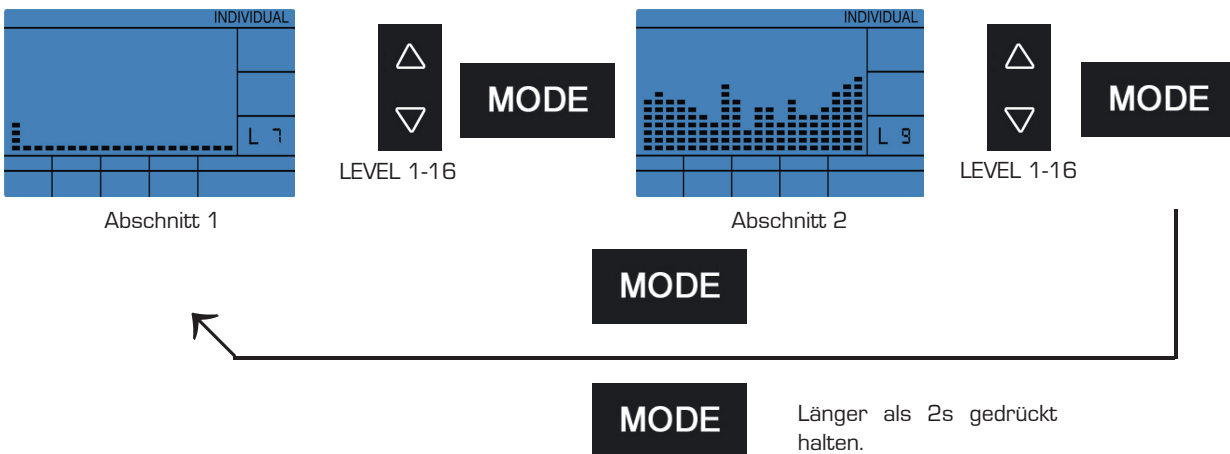 INDIVIDUAL
L 7
MODE
LEVEL 1-16
Abschnitt 1
INDIVIDUAL
L 9
MODE
LEVEL 1-16
Abschnitt 2
MODE
MODE
Länger als 2s gedrückt
halten.